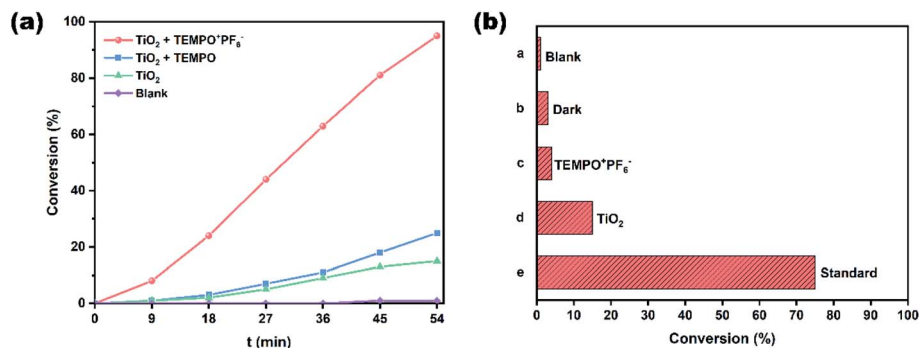 (a)
TiO₂ + TEMPO⁺PF₆⁻
TiO₂ + TEMPO
TiO₂
Blank
Conversion (%)
100
80
60
40
20
0
0 9 18 27 36 45 54
t (min)
(b)
a Blank
b Dark
c TEMPO⁺PF₆⁻
d TiO₂
e Standard
0 10 20 30 40 50 60 70 80 90 100
Conversion (%)